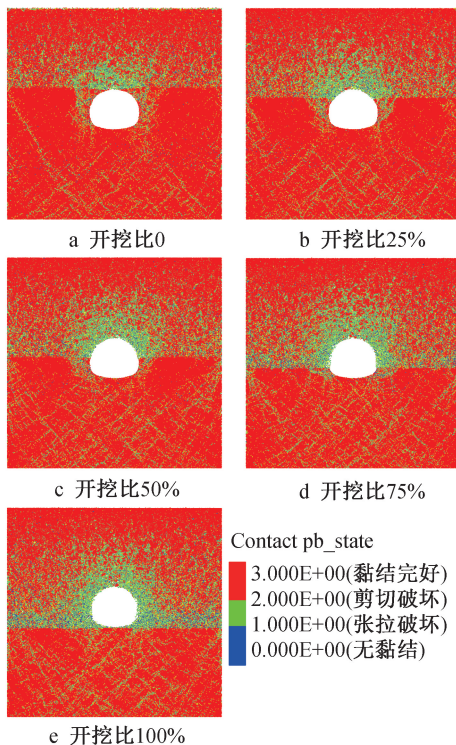 a 开挖比0
b 开挖比25%
c 开挖比50%
d 开挖比75%
Contact pb_state
3.000E+00(黏结完好)
2.000E+00(剪切破坏)
1.000E+00(张拉破坏)
0.000E+00(无黏结)
e 开挖比100%